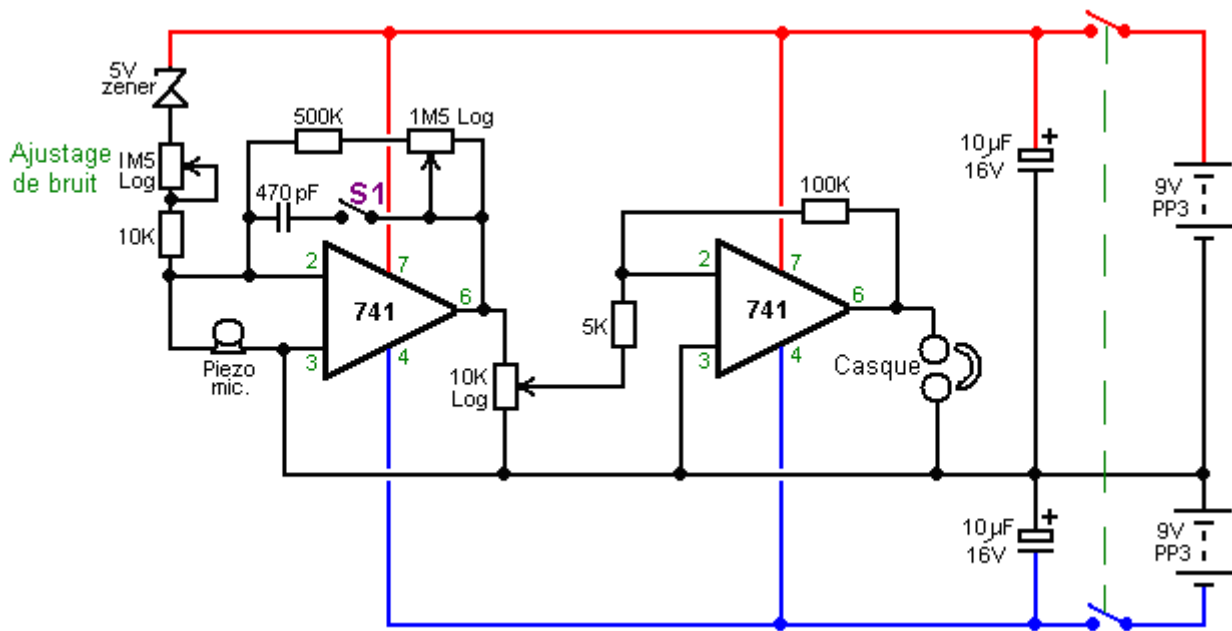 5V
zener
Ajustage
de bruit
1M5
Log
10K
500K
1M5 Log
470 pF
S1
2
3
7
4
6
741
Piezo
mic.
10K
Log
5K
100K
2
3
7
4
6
741
Casque
10µF
16V
+
9V
PP3
10µF
16V
+
9V
PP3